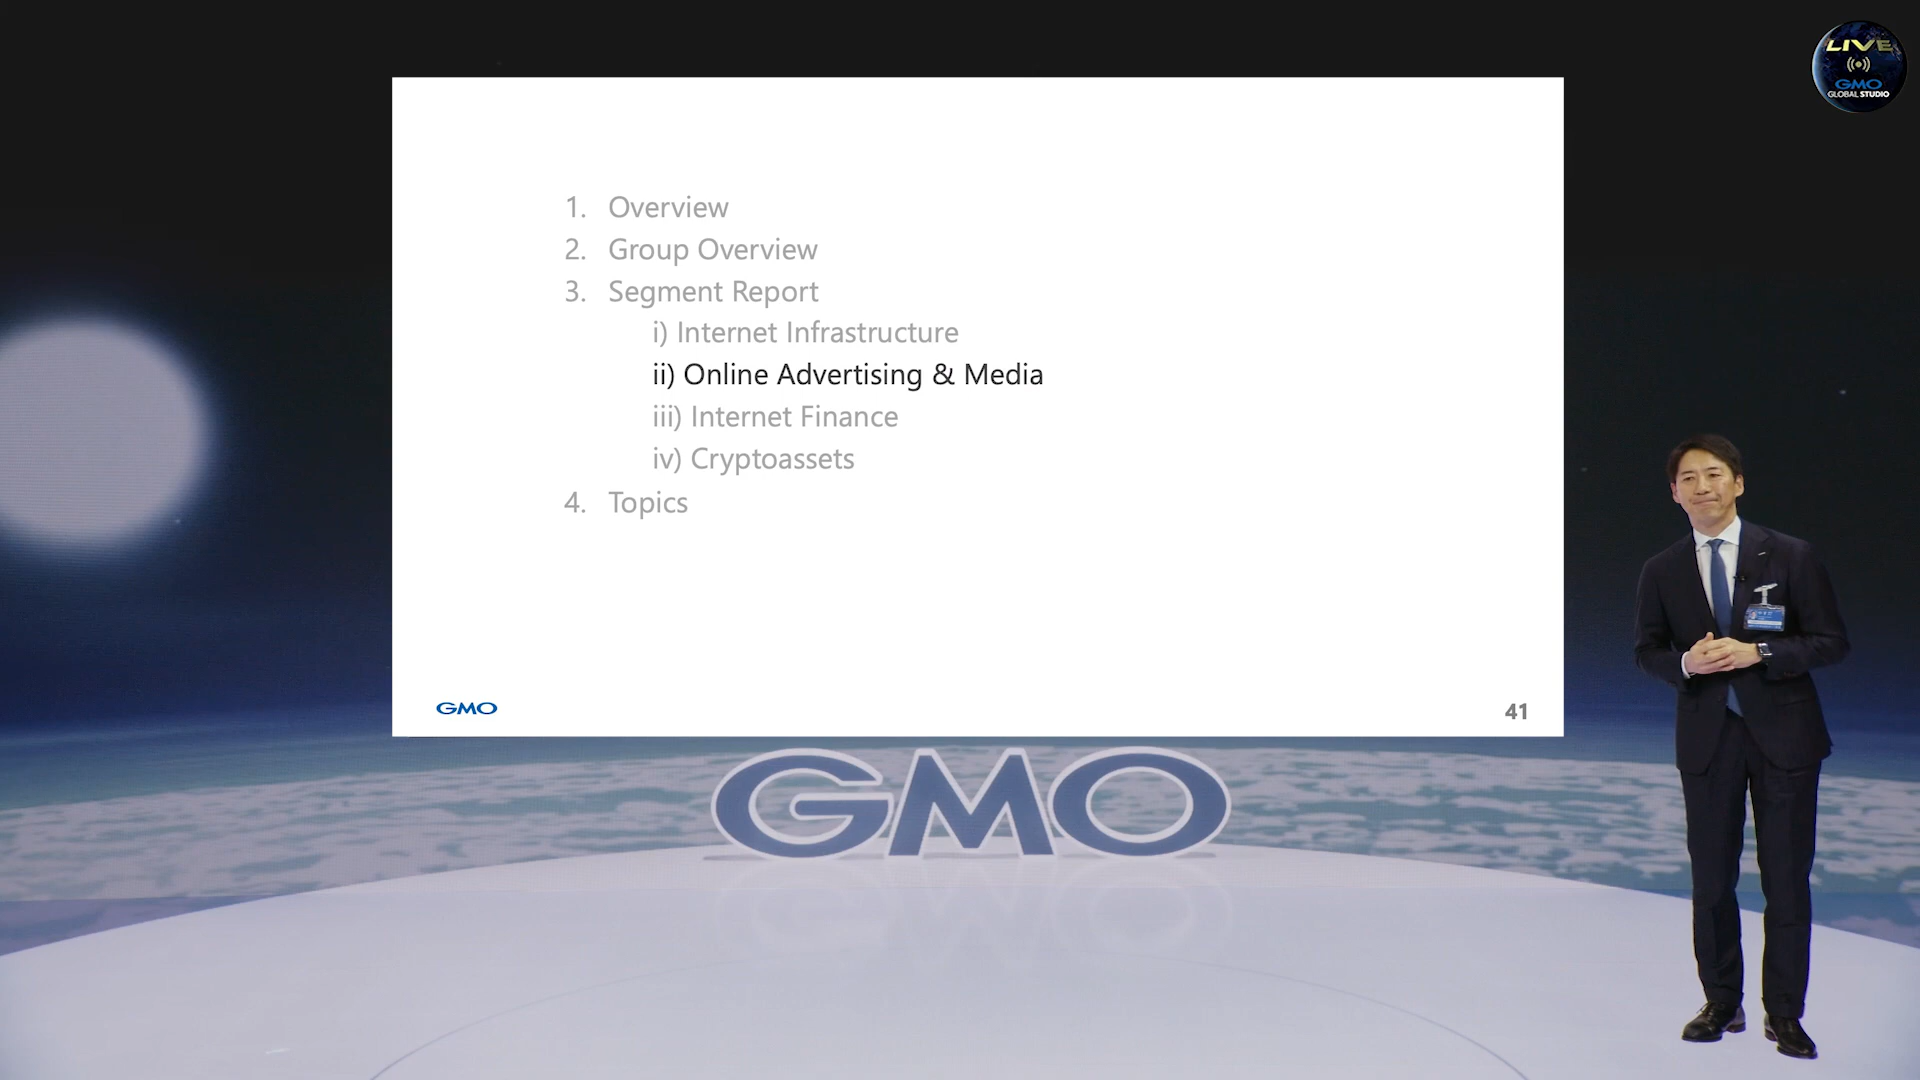 LIVE
GMO
GLOBAL STUDIO
1. Overview
2. Group Overview
3. Segment Report
i) Internet Infrastructure
ii) Online Advertising & Media
iii) Internet Finance
iv) Cryptoassets
4. Topics
GMO
41
GMO